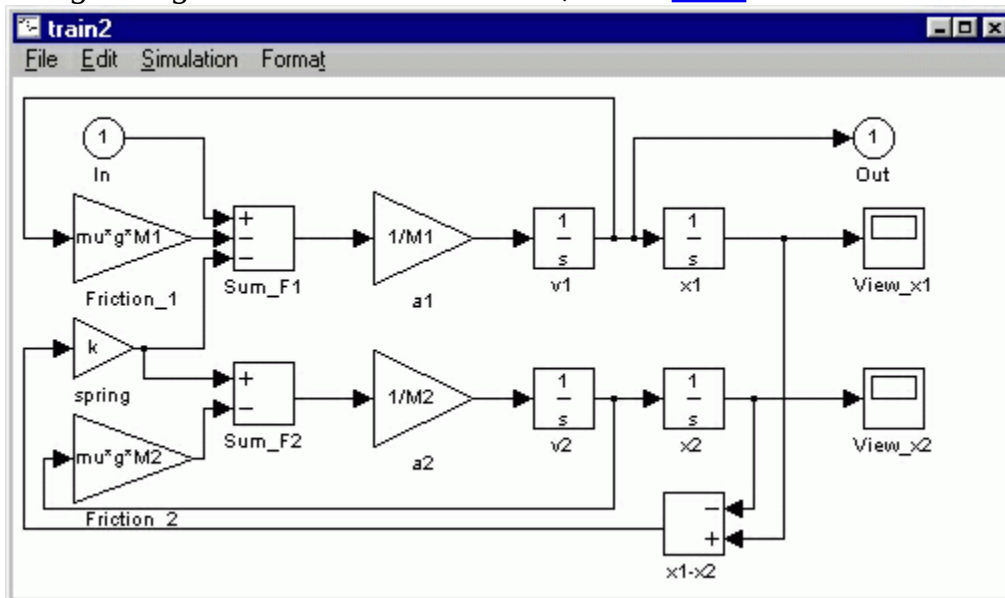 train2
File Edit Simulation Format
1
In
1
Out
mu*g*M1
Friction_1
+
−
−
Sum_F1
1/M1
a1
1
s
v1
1
s
x1
View_x1
k
spring
+
−
Sum_F2
1/M2
a2
1
s
v2
1
s
x2
View_x2
mu*g*M2
Friction_2
−
+
x1-x2